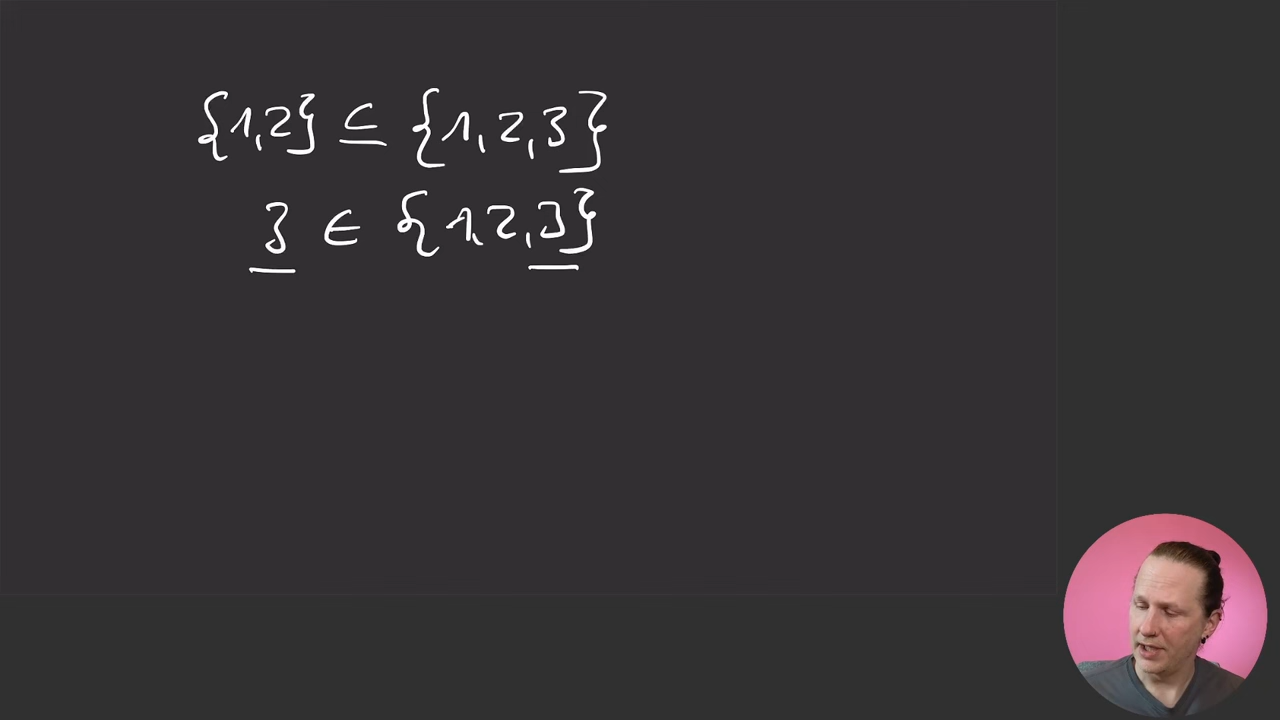 {1,2} ⊆ {1,2,3}
3 ∈ {1,2,3}